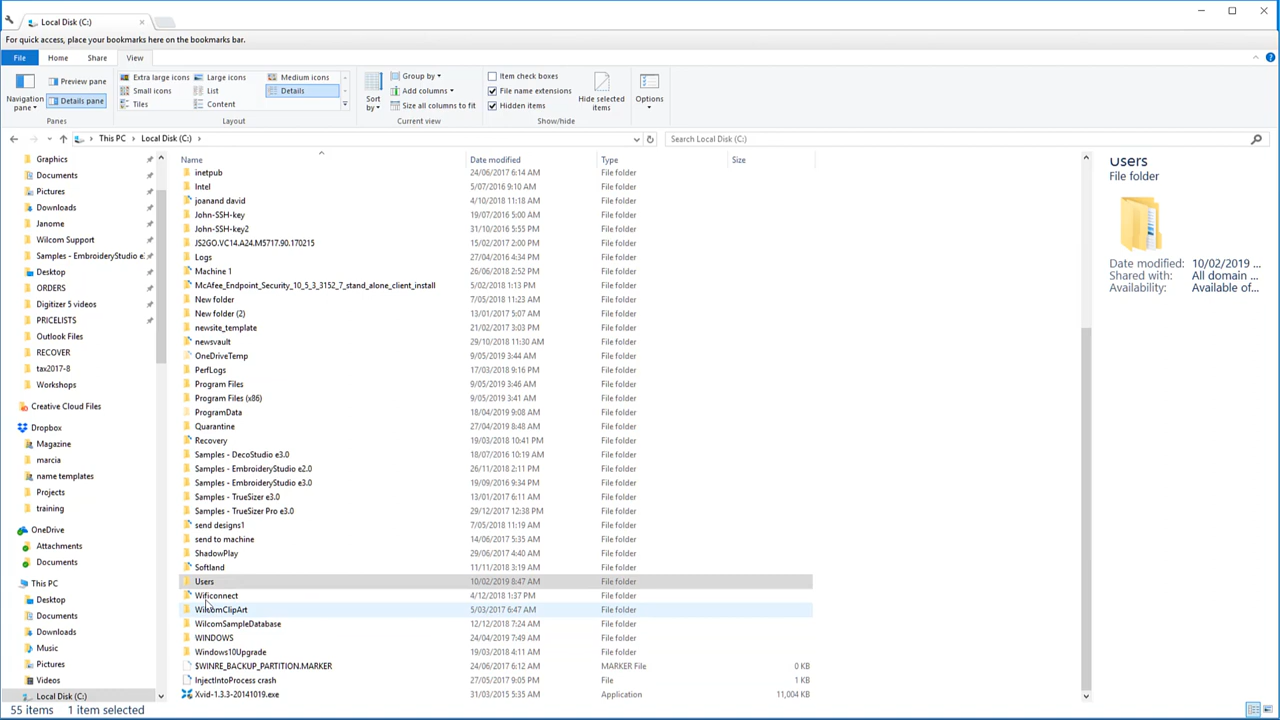 Local Disk (C:)
For quick access, place your bookmarks here on the bookmarks bar.
File Home Share View
Navigation pane
Preview pane
Details pane
Panes
Extra large icons Large icons Medium icons
Small icons List Details
Tiles Content
Layout
Sort by
Group by
Add columns
Size all columns to fit
Current view
Item check boxes
File name extensions
Hidden items
Hide selected items
Show/hide
Options
This PC Local Disk (C:)
Search Local Disk (C:)
Graphics
Documents
Pictures
Downloads
Janome
Wilcom Support
Samples - EmbroideryStudio e
Desktop
ORDERS
Digitizer 5 videos
PRICELISTS
Outlook Files
RECOVER
tax2017-8
Workshops
Creative Cloud Files
Dropbox
Magazine
marcia
name templates
Projects
training
OneDrive
Attachments
Documents
This PC
Desktop
Documents
Downloads
Music
Pictures
Videos
Local Disk (C:)
Name Date modified Type Size
inetpub 24/06/2017 6:14 AM File folder
Intel 5/07/2016 9:10 AM File folder
joanand david 4/10/2018 11:18 AM File folder
John-SSH-key 19/07/2016 5:00 AM File folder
John-SSH-key2 31/10/2016 5:55 PM File folder
JS2GO.VC14.A24.M5717.90.170215 15/02/2017 2:00 PM File folder
Logs 27/04/2016 4:34 PM File folder
Machine 1 26/06/2018 2:52 PM File folder
McAfee_Endpoint_Security_10_5_3_3152_7_stand_alone_client_install 5/02/2018 1:13 PM File folder
New folder 7/05/2018 11:23 AM File folder
New folder (2) 13/01/2017 5:07 AM File folder
newsite_template 21/02/2017 3:03 PM File folder
newsvault 29/10/2018 11:30 AM File folder
OneDriveTemp 9/05/2019 3:44 AM File folder
PerfLogs 17/03/2018 9:16 PM File folder
Program Files 9/05/2019 3:46 AM File folder
Program Files (x86) 9/05/2019 3:41 AM File folder
ProgramData 18/04/2019 9:08 AM File folder
Quarantine 27/04/2019 8:48 AM File folder
Recovery 19/03/2018 10:41 PM File folder
Samples - DecoStudio e3.0 18/07/2016 10:19 AM File folder
Samples - EmbroideryStudio e2.0 26/11/2018 2:11 PM File folder
Samples - EmbroideryStudio e3.0 19/09/2016 9:34 PM File folder
Samples - TrueSizer e3.0 13/01/2017 6:11 AM File folder
Samples - TrueSizer Pro e3.0 29/12/2017 12:38 PM File folder
send designs1 7/05/2018 11:19 AM File folder
send to machine 14/06/2017 5:35 AM File folder
ShadowPlay 29/06/2017 4:40 AM File folder
Softland 11/11/2018 3:19 AM File folder
Users 10/02/2019 8:47 AM File folder
Wificonnect 4/12/2018 1:37 PM File folder
WilcomClipArt 5/03/2017 6:47 AM File folder
WilcomSampleDatabase 12/12/2018 7:24 AM File folder
WINDOWS 24/04/2019 7:49 AM File folder
Windows10Upgrade 19/03/2018 4:11 AM File folder
$WINRE_BACKUP_PARTITION.MARKER 24/06/2017 6:12 AM MARKER File 0 KB
InjectIntoProcess crash 27/05/2017 9:05 PM File 1 KB
Xvid-1.3.3-20141019.exe 31/03/2015 5:35 AM Application 11,004 KB
Users
File folder
Date modified: 10/02/2019 ...
Shared with: All domain ...
Availability: Available of...
55 items 1 item selected